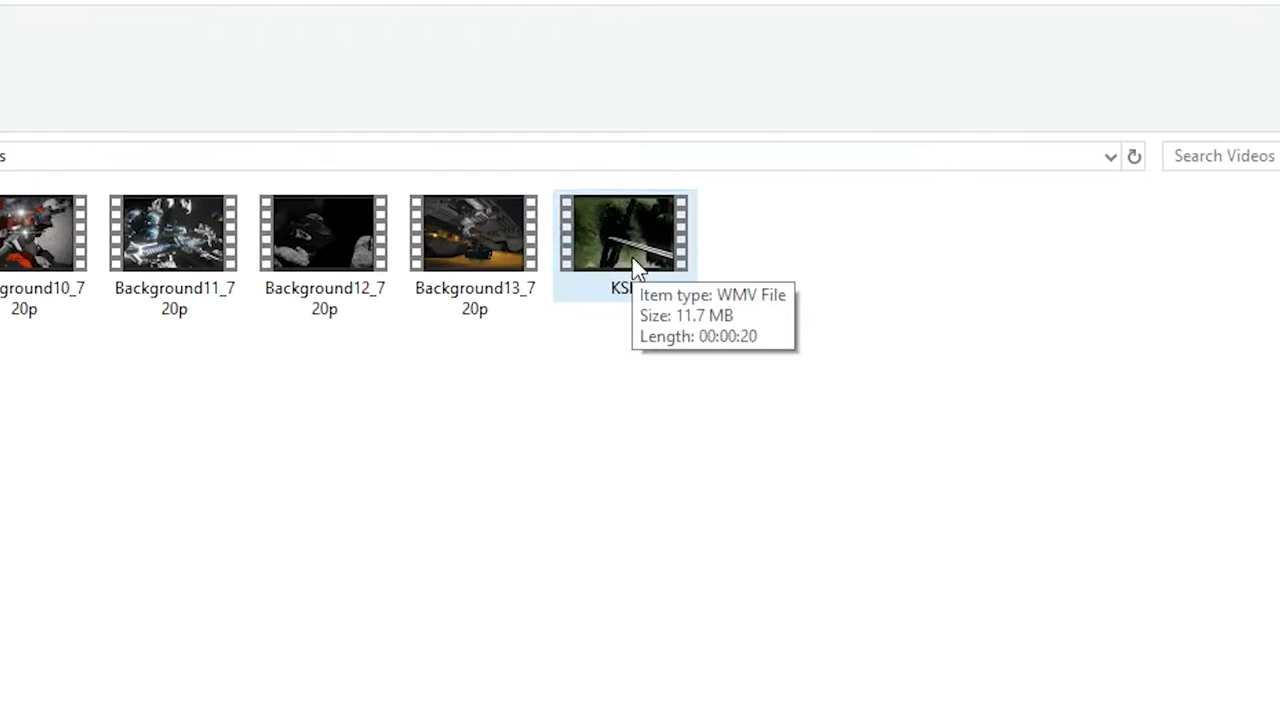 s
Search Videos
ground10_7
20p
Background11_7
20p
Background12_7
20p
Background13_7
20p
Item type: WMV File
Size: 11.7 MB
Length: 00:00:20